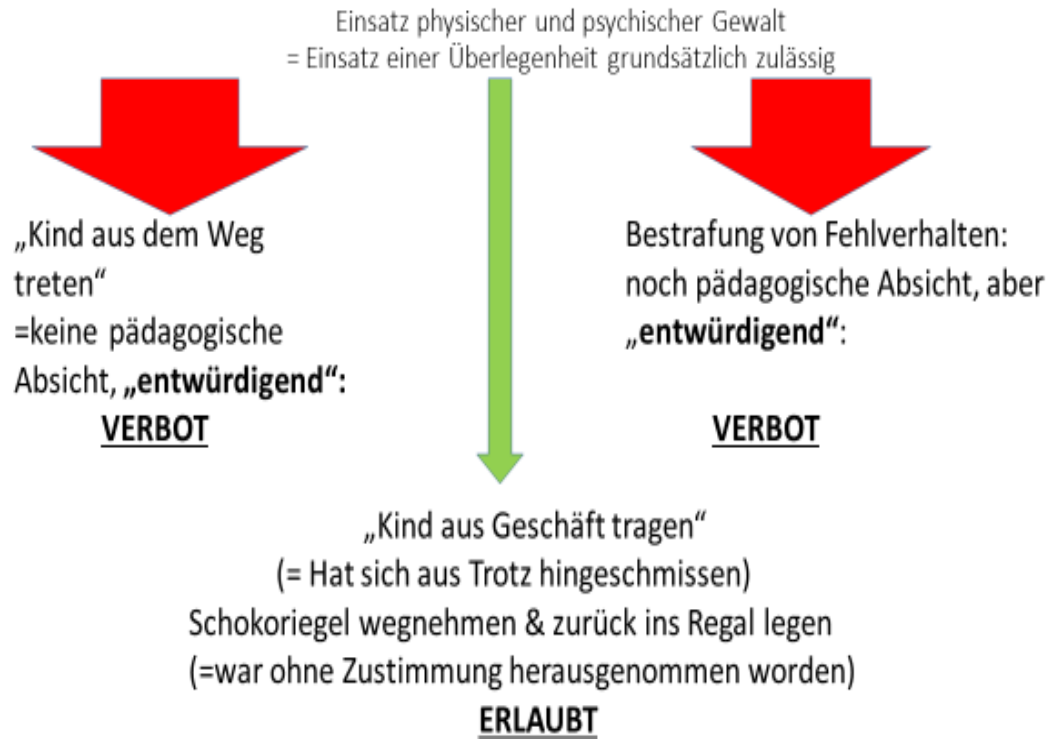 Einsatz physischer und psychischer Gewalt
= Einsatz einer Überlegenheit grundsätzlich zulässig
„Kind aus dem Weg
treten“
=keine pädagogische
Absicht, „entwürdigend“:
VERBOT
Bestrafung von Fehlverhalten:
noch pädagogische Absicht, aber
„entwürdigend“:
VERBOT
„Kind aus Geschäft tragen“
(= Hat sich aus Trotz hingeschmissen)
Schokoriegel wegnehmen & zurück ins Regal legen
(=war ohne Zustimmung herausgenommen worden)
ERLAUBT